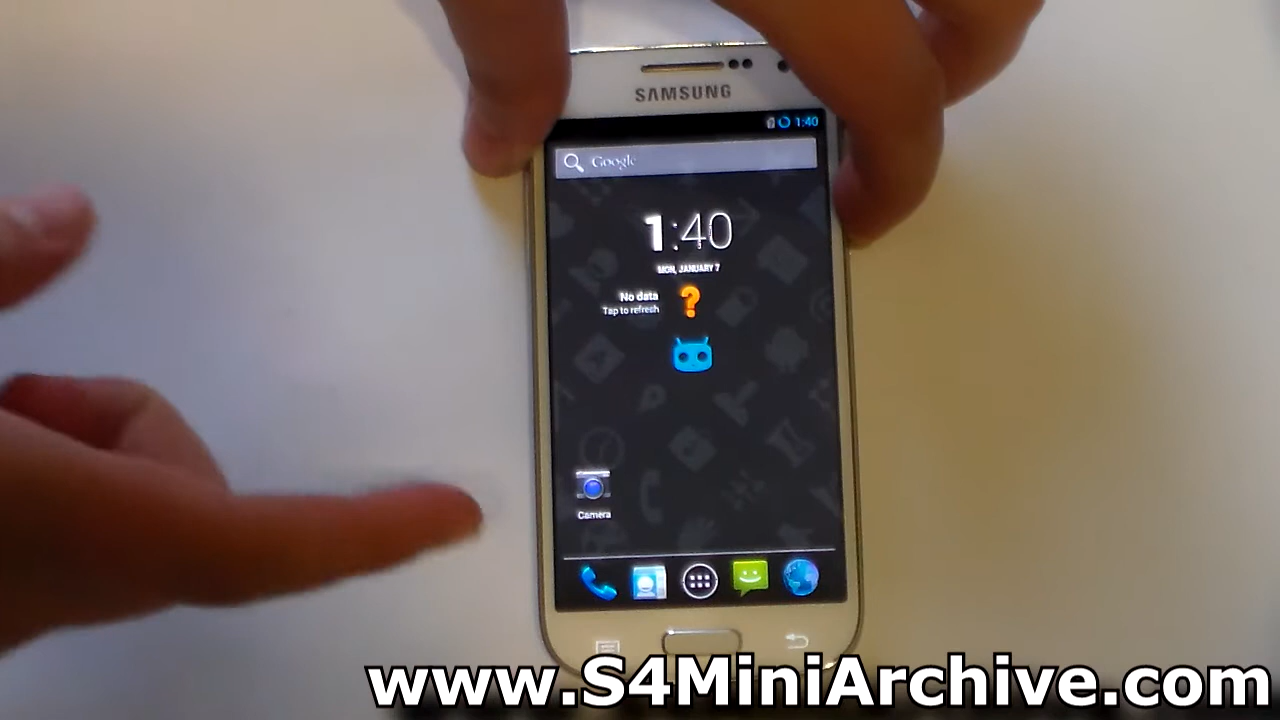 SAMSUNG
1:40
Google
1:40
MON, JANUARY 7
No data
Tap to refresh
?
Camera
www.S4MiniArchive.com